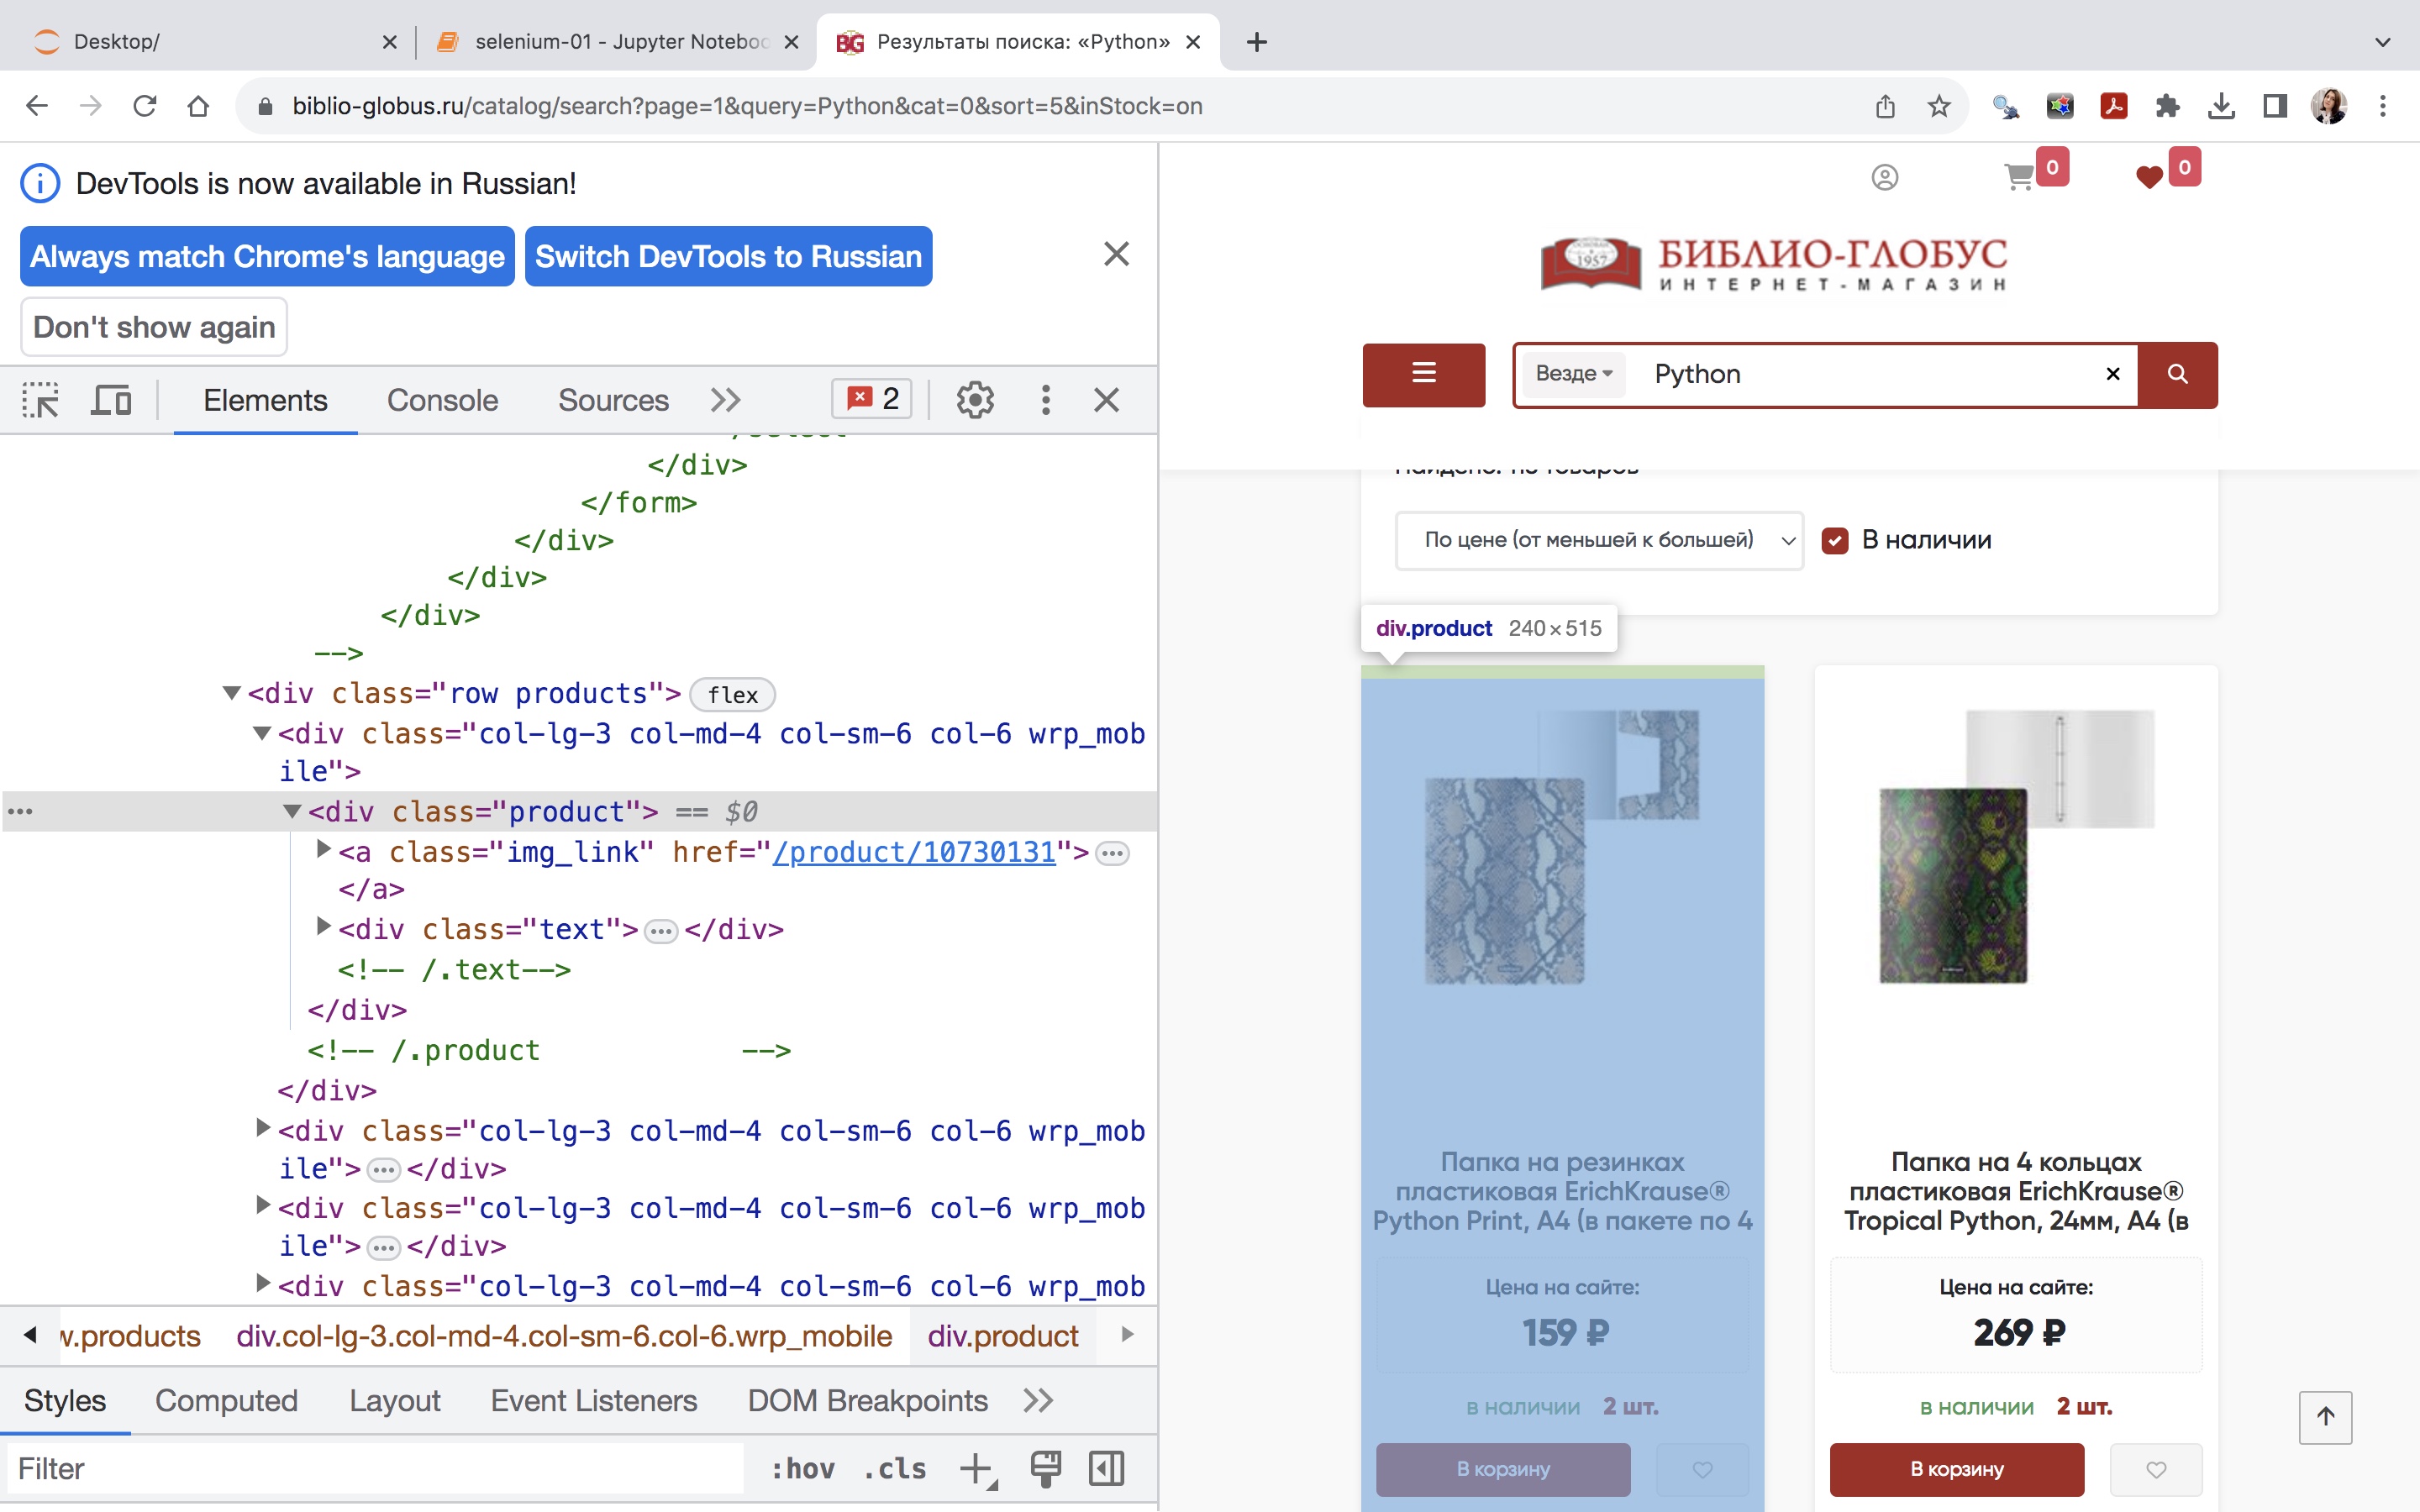 Desktop/
selenium-01 - Jupyter Noteboo
Результаты поиска: «Python»
biblio-globus.ru/catalog/search?page=1&query=Python&cat=0&sort=5&inStock=on
DevTools is now available in Russian!
Always match Chrome's language
Switch DevTools to Russian
Don't show again
Elements
Console
Sources
2
</div>
</form>
</div>
</div>
</div>
-->
<div class="row products"> flex
<div class="col-lg-3 col-md-4 col-sm-6 col-6 wrp_mob
ile">
<div class="product"> == $0
<a class="img_link" href="/product/10730131">
</a>
<div class="text"> </div>
<!-- /.text-->
</div>
<!-- /.product -->
</div>
<div class="col-lg-3 col-md-4 col-sm-6 col-6 wrp_mob
ile"> </div>
<div class="col-lg-3 col-md-4 col-sm-6 col-6 wrp_mob
ile"> </div>
<div class="col-lg-3 col-md-4 col-sm-6 col-6 wrp_mob
w.products
div.col-lg-3.col-md-4.col-sm-6.col-6.wrp_mobile
div.product
Styles
Computed
Layout
Event Listeners
DOM Breakpoints
Filter
:hov
.cls
0
0
1957
БИБЛИО-ГЛОБУС
ИНТЕРНЕТ-МАГАЗИН
Везде
Python
По цене (от меньшей к большей)
В наличии
div.product 240×515
Папка на резинках
пластиковая ErichKrause®
Python Print, A4 (в пакете по 4
Цена на сайте:
159 ₽
в наличии 2 шт.
В корзину
Папка на 4 кольцах
пластиковая ErichKrause®
Tropical Python, 24мм, A4 (в
Цена на сайте:
269 ₽
в наличии 2 шт.
В корзину